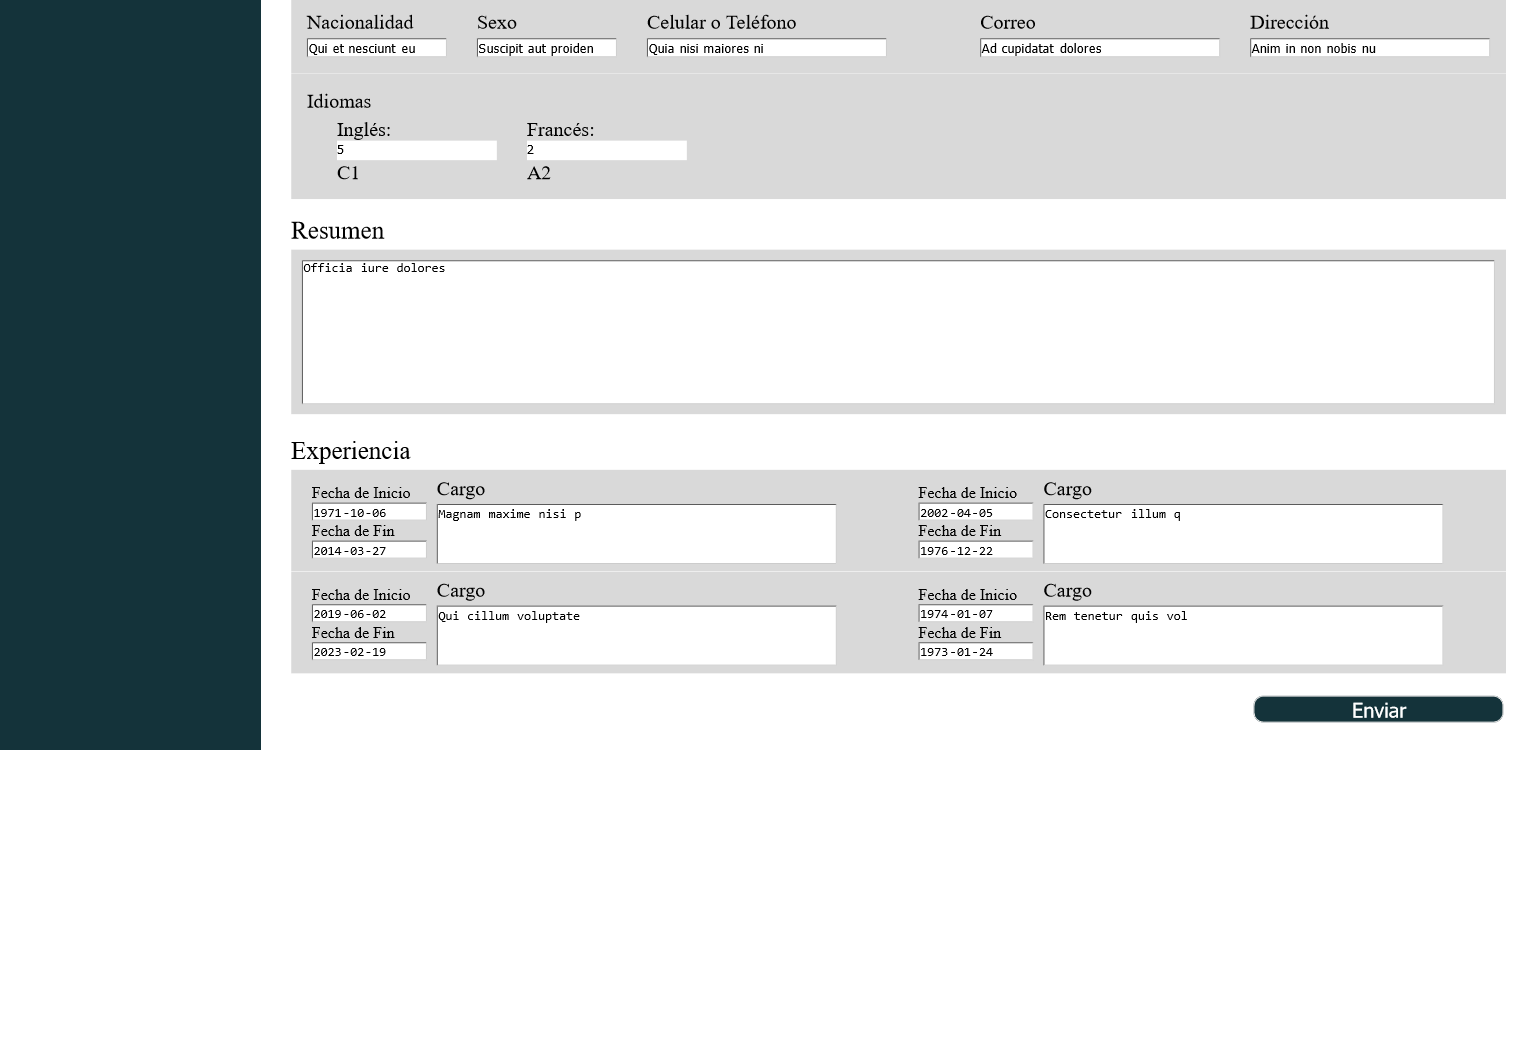 Nacionalidad Sexo Celular o Teléfono Correo Dirección
Qui et nesciunt eu Suscipit aut proiden Quia nisi maiores ni Ad cupidatat dolores Anim in non nobis nu
Idiomas
Inglés: Francés:
5 2
C1 A2
Resumen
Officia iure dolores
Experiencia
Fecha de Inicio Cargo Fecha de Inicio Cargo
1971-10-06 Magnam maxime nisi p 2002-04-05 Consectetur illum q
Fecha de Fin Fecha de Fin
2014-03-27 1976-12-22
Fecha de Inicio Cargo Fecha de Inicio Cargo
2019-06-02 Qui cillum voluptate 1974-01-07 Rem tenetur quis vol
Fecha de Fin Fecha de Fin
2023-02-19 1973-01-24
Enviar